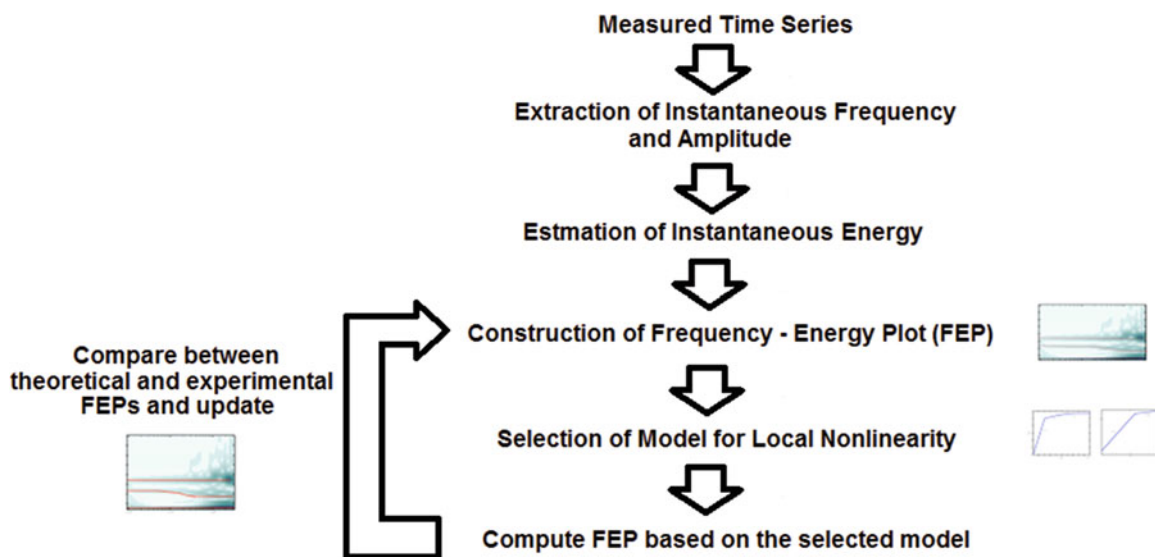 Measured Time Series
Extraction of Instantaneous Frequency
and Amplitude
Estmation of Instantaneous Energy
Construction of Frequency - Energy Plot (FEP)
Compare between
theoretical and experimental
FEPs and update
Selection of Model for Local Nonlinearity
Compute FEP based on the selected model